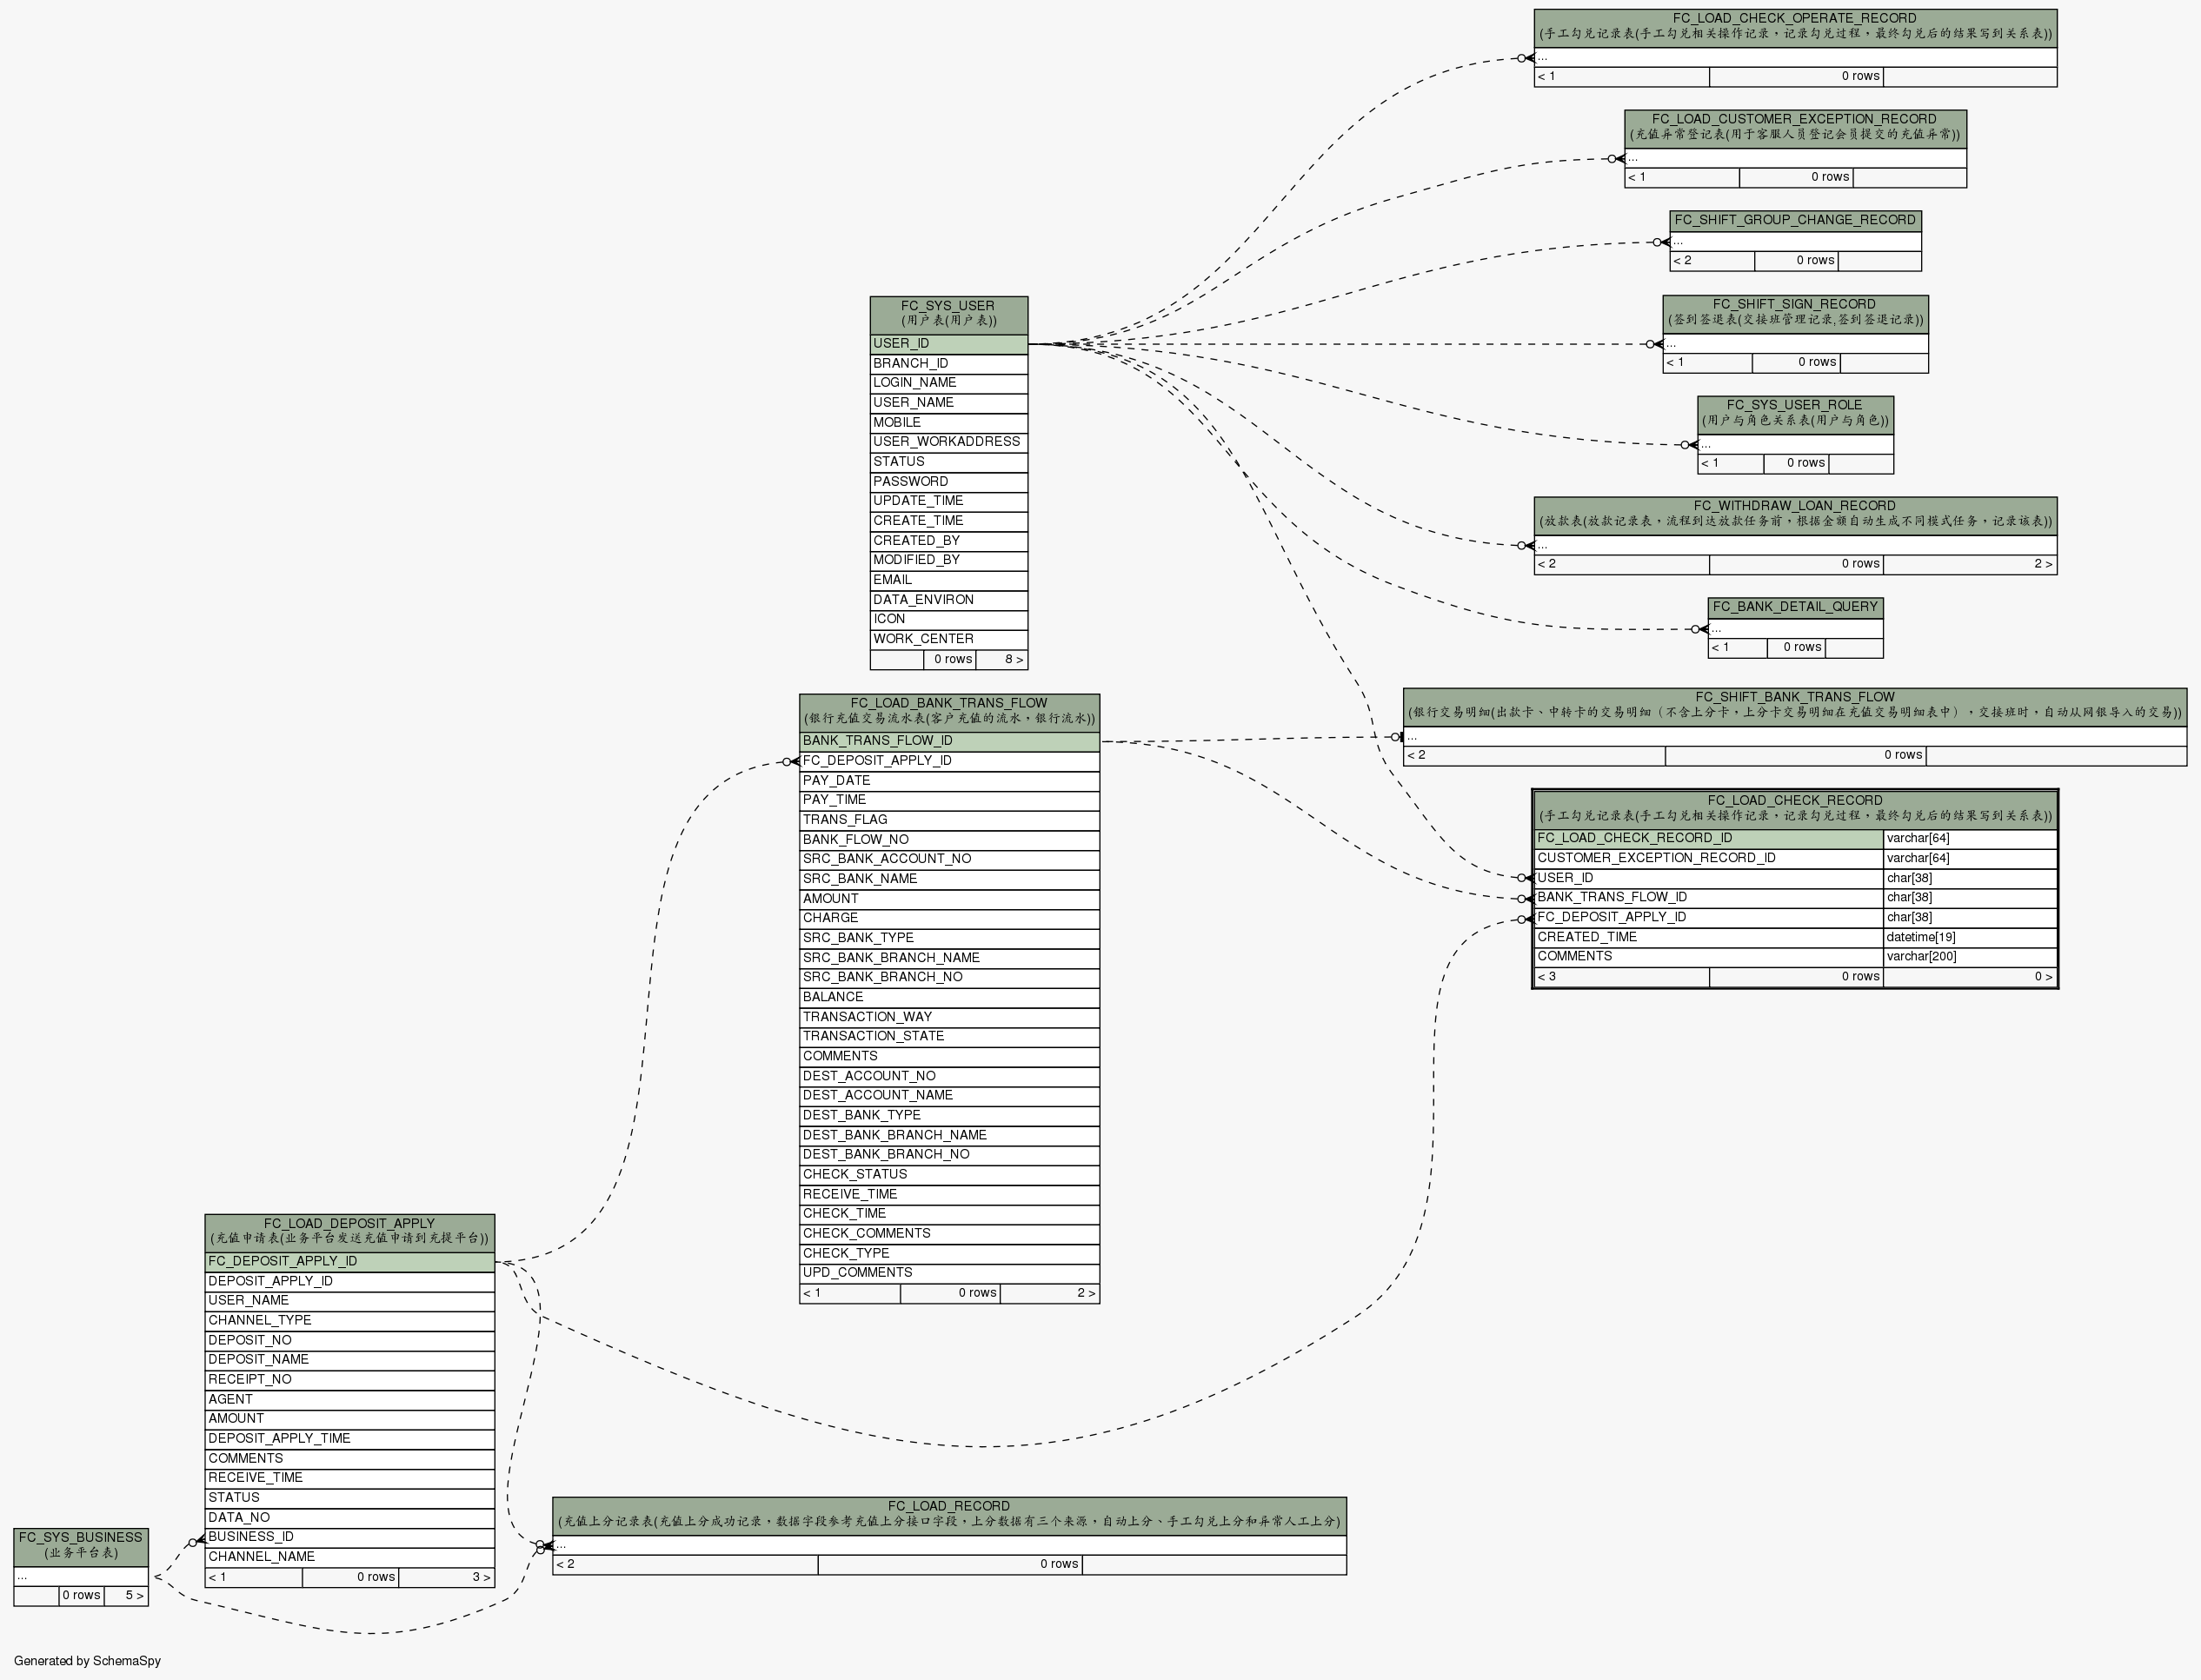 FC_LOAD_CHECK_OPERATE_RECORD
(手工勾兑记录表(手工勾兑相关操作记录，记录勾兑过程，最终勾兑后的结果写到关系表))
...
< 1 0 rows
FC_LOAD_CUSTOMER_EXCEPTION_RECORD
(充值异常登记表(用于客服人员登记会员提交的充值异常))
...
< 1 0 rows
FC_SHIFT_GROUP_CHANGE_RECORD
...
< 2 0 rows
FC_SHIFT_SIGN_RECORD
(签到签退表(交接班管理记录,签到签退记录))
...
< 1 0 rows
FC_SYS_USER_ROLE
(用户与角色关系表(用户与角色))
...
< 1 0 rows
FC_WITHDRAW_LOAN_RECORD
(放款表(放款记录表，流程到达放款任务前，根据金额自动生成不同模式任务，记录该表))
...
< 2 0 rows 2 >
FC_BANK_DETAIL_QUERY
...
< 1 0 rows
FC_SYS_USER
(用户表(用户表))
USER_ID
BRANCH_ID
LOGIN_NAME
USER_NAME
MOBILE
USER_WORKADDRESS
STATUS
PASSWORD
UPDATE_TIME
CREATE_TIME
CREATED_BY
MODIFIED_BY
EMAIL
DATA_ENVIRON
ICON
WORK_CENTER
0 rows 8 >
FC_SHIFT_BANK_TRANS_FLOW
(银行交易明细(出款卡、中转卡的交易明细（不含上分卡，上分卡交易明细在充值交易明细表中），交接班时，自动从网银导入的交易))
...
< 2 0 rows
FC_LOAD_CHECK_RECORD
(手工勾兑记录表(手工勾兑相关操作记录，记录勾兑过程，最终勾兑后的结果写到关系表))
FC_LOAD_CHECK_RECORD_ID varchar[64]
CUSTOMER_EXCEPTION_RECORD_ID varchar[64]
USER_ID char[38]
BANK_TRANS_FLOW_ID char[38]
FC_DEPOSIT_APPLY_ID char[38]
CREATED_TIME datetime[19]
COMMENTS varchar[200]
< 3 0 rows 0 >
FC_LOAD_BANK_TRANS_FLOW
(银行充值交易流水表(客户充值的流水，银行流水))
BANK_TRANS_FLOW_ID
FC_DEPOSIT_APPLY_ID
PAY_DATE
PAY_TIME
TRANS_FLAG
BANK_FLOW_NO
SRC_BANK_ACCOUNT_NO
SRC_BANK_NAME
AMOUNT
CHARGE
SRC_BANK_TYPE
SRC_BANK_BRANCH_NAME
SRC_BANK_BRANCH_NO
BALANCE
TRANSACTION_WAY
TRANSACTION_STATE
COMMENTS
DEST_ACCOUNT_NO
DEST_ACCOUNT_NAME
DEST_BANK_TYPE
DEST_BANK_BRANCH_NAME
DEST_BANK_BRANCH_NO
CHECK_STATUS
RECEIVE_TIME
CHECK_TIME
CHECK_COMMENTS
CHECK_TYPE
UPD_COMMENTS
< 1 0 rows 2 >
FC_LOAD_DEPOSIT_APPLY
(充值申请表(业务平台发送充值申请到充提平台))
FC_DEPOSIT_APPLY_ID
DEPOSIT_APPLY_ID
USER_NAME
CHANNEL_TYPE
DEPOSIT_NO
DEPOSIT_NAME
RECEIPT_NO
AGENT
AMOUNT
DEPOSIT_APPLY_TIME
COMMENTS
RECEIVE_TIME
STATUS
DATA_NO
BUSINESS_ID
CHANNEL_NAME
< 1 0 rows 3 >
FC_LOAD_RECORD
(充值上分记录表(充值上分成功记录，数据字段参考充值上分接口字段，上分数据有三个来源，自动上分、手工勾兑上分和异常人工上分)
...
< 2 0 rows
FC_SYS_BUSINESS
(业务平台表)
...
0 rows 5 >
Generated by SchemaSpy